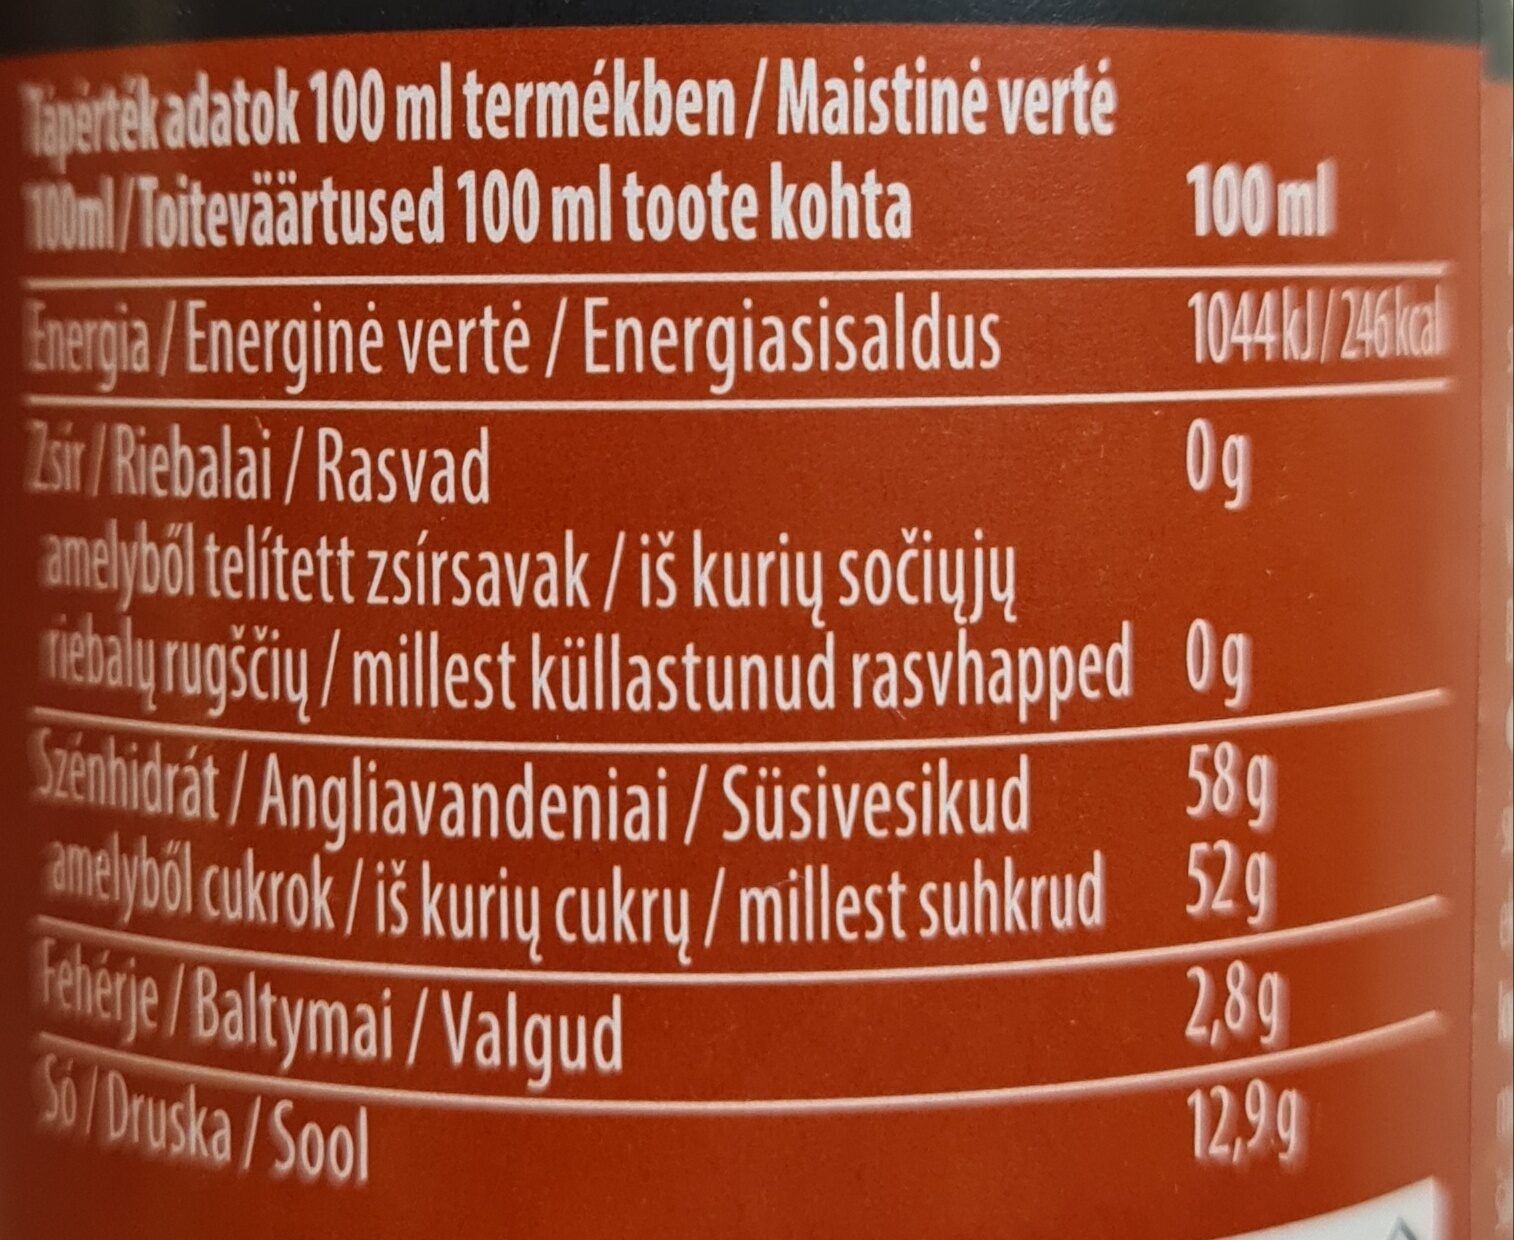 Tápérték adatok 100 ml termékben / Maistinė vertė
100ml / Toiteväärtused 100 ml toote kohta 100 ml
Energia / Energinė vertė / Energiasisaldus 1044 kJ / 246 kcal
Zsír / Riebalai / Rasvad 0 g
amelyből telített zsírsavak / iš kurių sočiųjų
riebalų rugščių / millest küllastunud rasvhapped 0 g
Szénhidrát / Angliavandeniai / Süsivesikud 58 g
amelyből cukrok / iš kurių cukrų / millest suhkrud 52 g
Fehérje / Baltymai / Valgud 2,8 g
Só / Druska / Sool 12,9 g